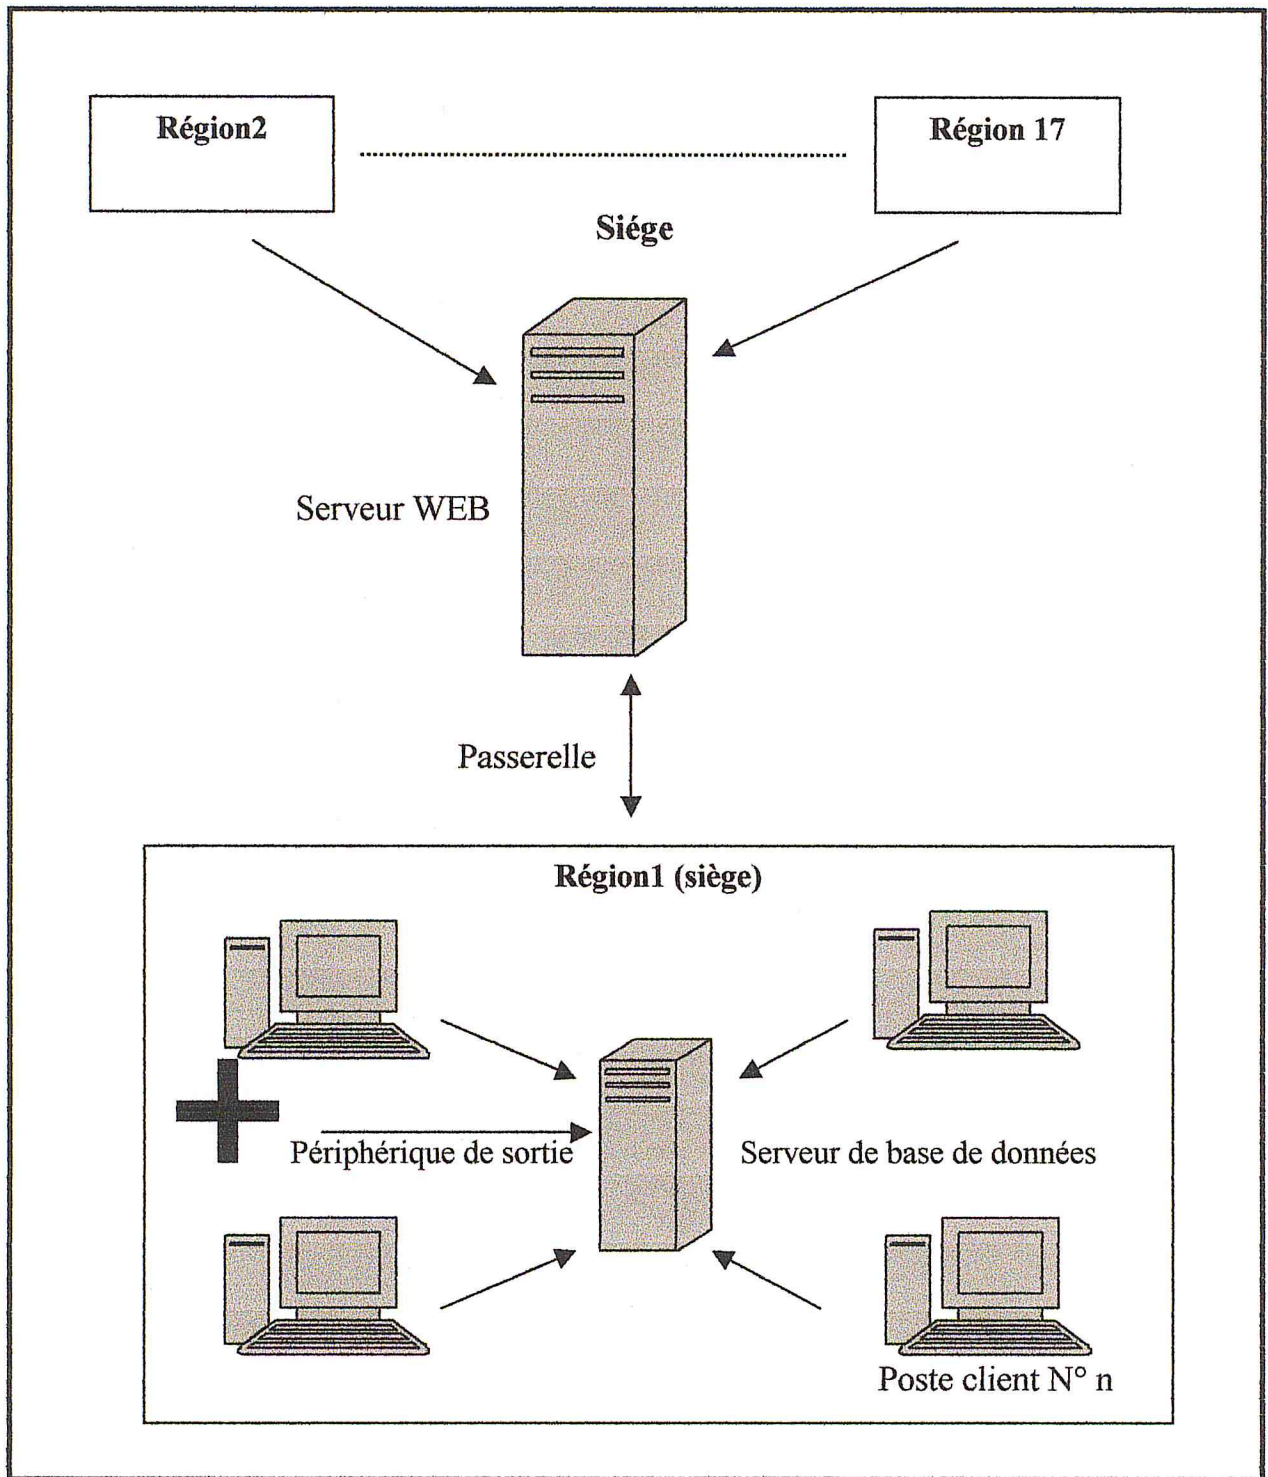 Région2
Région 17
Siége
Serveur WEB
Passerelle
Région1 (siège)
Périphérique de sortie
Serveur de base de données
Poste client N° n